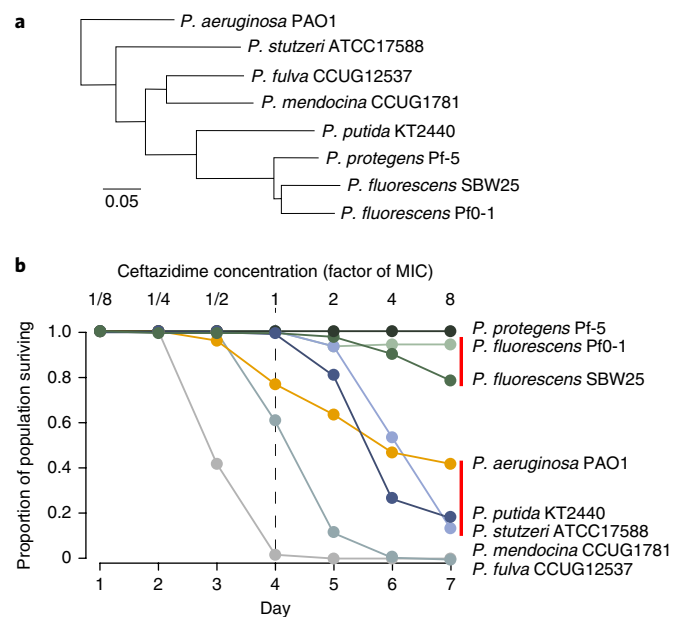 a
P. aeruginosa PAO1
P. stutzeri ATCC17588
P. fulva CCUG12537
P. mendocina CCUG1781
P. putida KT2440
P. protegens Pf-5
P. fluorescens SBW25
P. fluorescens Pf0-1
0.05
b
Ceftazidime concentration (factor of MIC)
1/8 1/4 1/2 1 2 4 8
Proportion of population suriving
1.0
0.8
0.6
0.4
0.2
0
P. protegens Pf-5
P. fluorescens Pf0-1
P. fluorescens SBW25
P. aeruginosa PAO1
P. putida KT2440
P. stutzeri ATCC17588
P. mendocina CCUG1781
P. fulva CCUG12537
1 2 3 4 5 6 7
Day